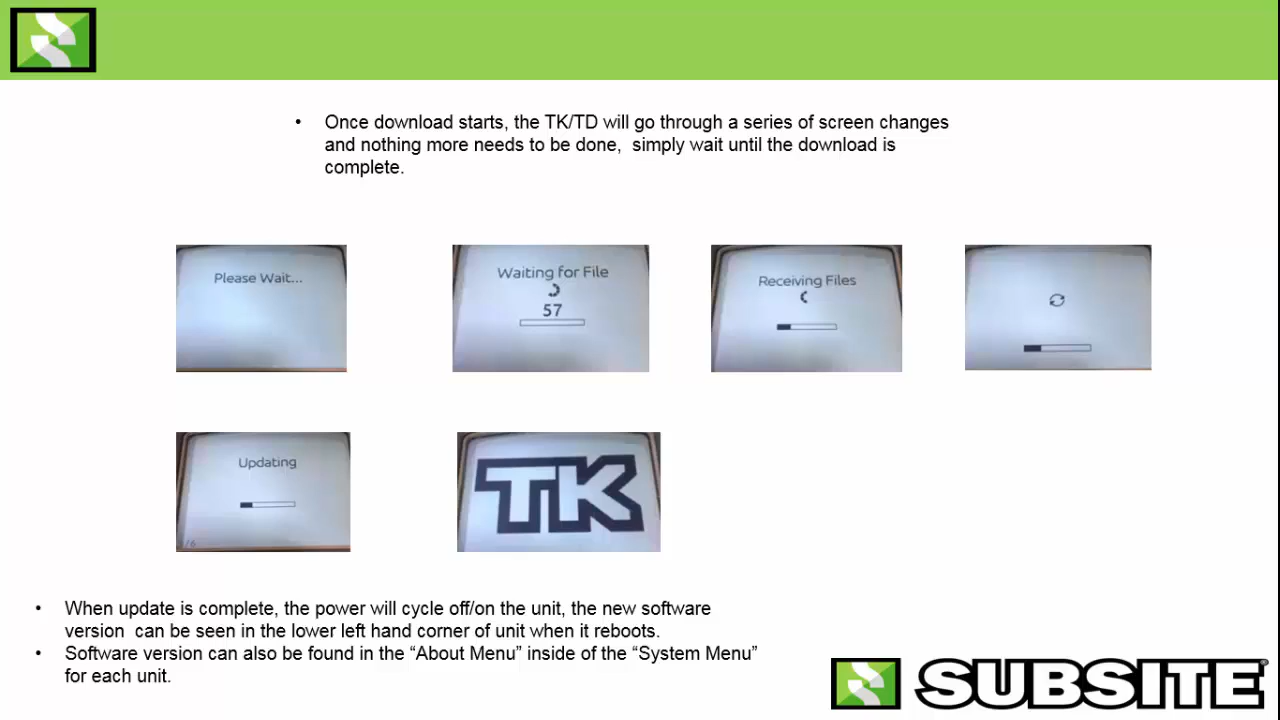 • Once download starts, the TK/TD will go through a series of screen changes
and nothing more needs to be done,  simply wait until the download is
complete.
Please Wait...
Waiting for File
57
Receiving Files
Updating
TK
• When update is complete, the power will cycle off/on the unit, the new software
version  can be seen in the lower left hand corner of unit when it reboots.
• Software version can also be found in the “About Menu” inside of the “System Menu”
for each unit.
SUBSITE®